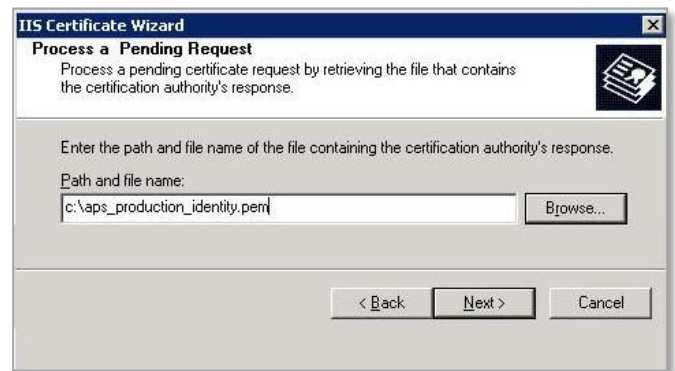 IIS Certificate Wizard
Process a Pending Request
Process a pending certificate request by retrieving the file that contains
the certification authority's response.
Enter the path and file name of the file containing the certification authority's response.
Path and file name:
c:\aps_production_identity.pem
Browse...
< Back
Next >
Cancel